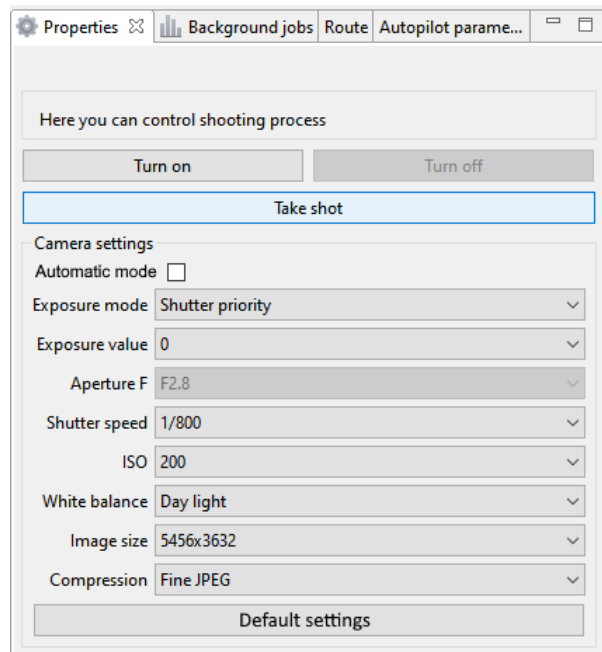 Properties Background jobs Route Autopilot parame...
Here you can control shooting process
Turn on Turn off
Take shot
Camera settings
Automatic mode
Exposure mode Shutter priority
Exposure value 0
Aperture F F2.8
Shutter speed 1/800
ISO 200
White balance Day light
Image size 5456x3632
Compression Fine JPEG
Default settings